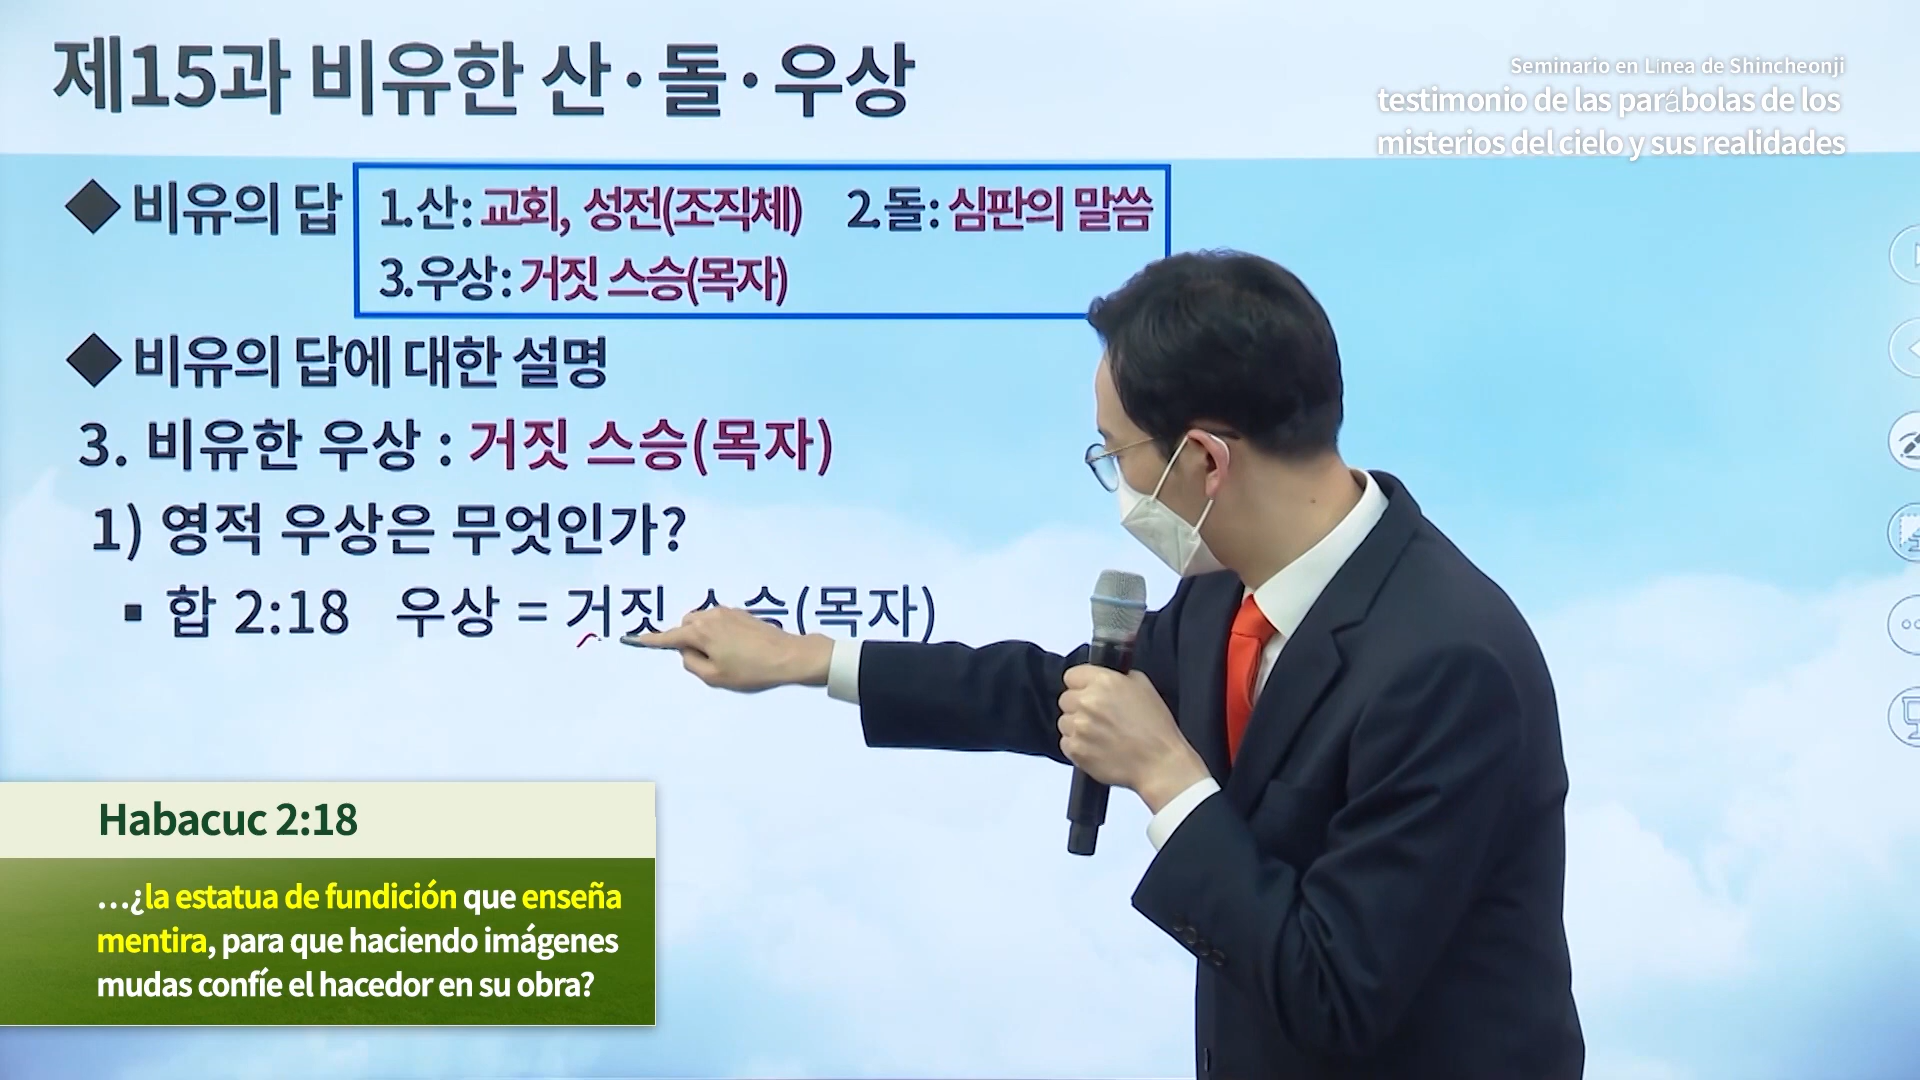 제15과 비유한 산·돌·우상
Seminario en Línea de Shincheonji
testimonio de las parábolas de los
misterios del cielo y sus realidades
◆ 비유의 답
1.산: 교회, 성전(조직체) 2.돌: 심판의 말씀
3.우상: 거짓 스승(목자)
◆ 비유의 답에 대한 설명
3. 비유한 우상 : 거짓 스승(목자)
1) 영적 우상은 무엇인가?
▪ 합 2:18 우상 = 거짓 스승(목자)
Habacuc 2:18
...¿la estatua de fundición que enseña
mentira, para que haciendo imágenes
mudas confíe el hacedor en su obra?